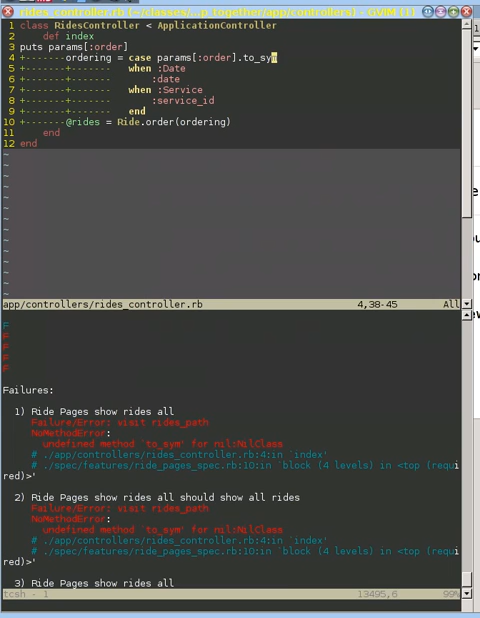 rides_controller.rb (~/classes/...p_together/app/controllers) - GVIM (1)
1 class RidesController < ApplicationController
2     def index
3 puts params[:order]
4 +-------ordering = case params[:order].to_sym
5 +-------+-------   when :Date
6 +-------+-------       :date
7 +-------+-------   when :Service
8 +-------+-------       :service_id
9 +-------+-------   end
10 +-------@rides = Ride.order(ordering)
11     end
12 end
~
~
~
~
~
~
~
~
~
~
~
~
~
~
app/controllers/rides_controller.rb 4,38-45 All
F
F
F
F
F
Failures:
1) Ride Pages show rides all
Failure/Error: visit rides_path
NoMethodError:
undefined method `to_sym' for nil:NilClass
# ./app/controllers/rides_controller.rb:4:in `index'
# ./spec/features/ride_pages_spec.rb:10:in `block (4 levels) in <top (requi
red)>'
2) Ride Pages show rides all should show all rides
Failure/Error: visit rides_path
NoMethodError:
undefined method `to_sym' for nil:NilClass
# ./app/controllers/rides_controller.rb:4:in `index'
# ./spec/features/ride_pages_spec.rb:10:in `block (4 levels) in <top (requi
red)>'
3) Ride Pages show rides all
tcsh - 1 13495,6 99%